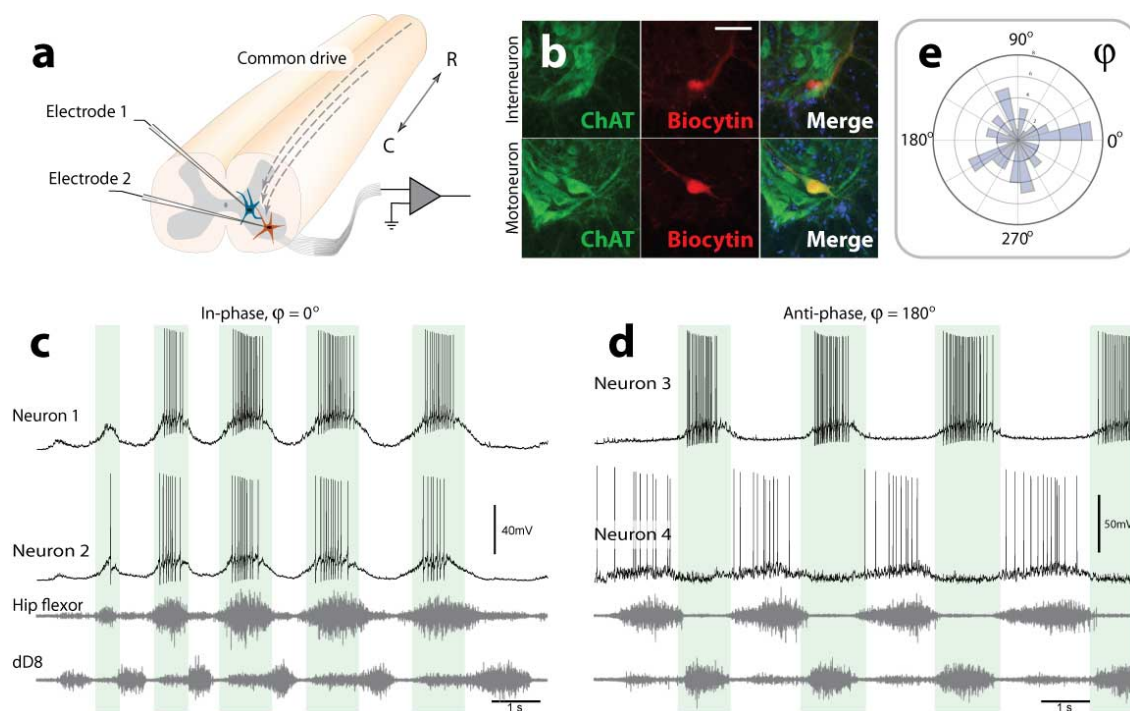 a
Common drive
R
C
Electrode 1
Electrode 2
b
Interneuron
ChAT
Biocytin
Merge
Motoneuron
ChAT
Biocytin
Merge
e
φ
90°
180°
0°
270°
In-phase, φ = 0°
c
Neuron 1
Neuron 2
40mV
Hip flexor
dD8
1 s
Anti-phase, φ = 180°
d
Neuron 3
Neuron 4
50mV
1 s